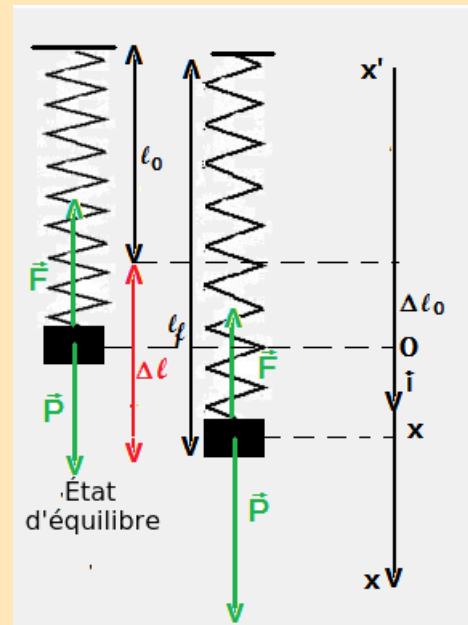 x'
ℓ₀
F⃗
Δℓ
P⃗
État
d'équilibre
ℓf
F⃗
P⃗
Δℓ₀
O
i⃗
x
x